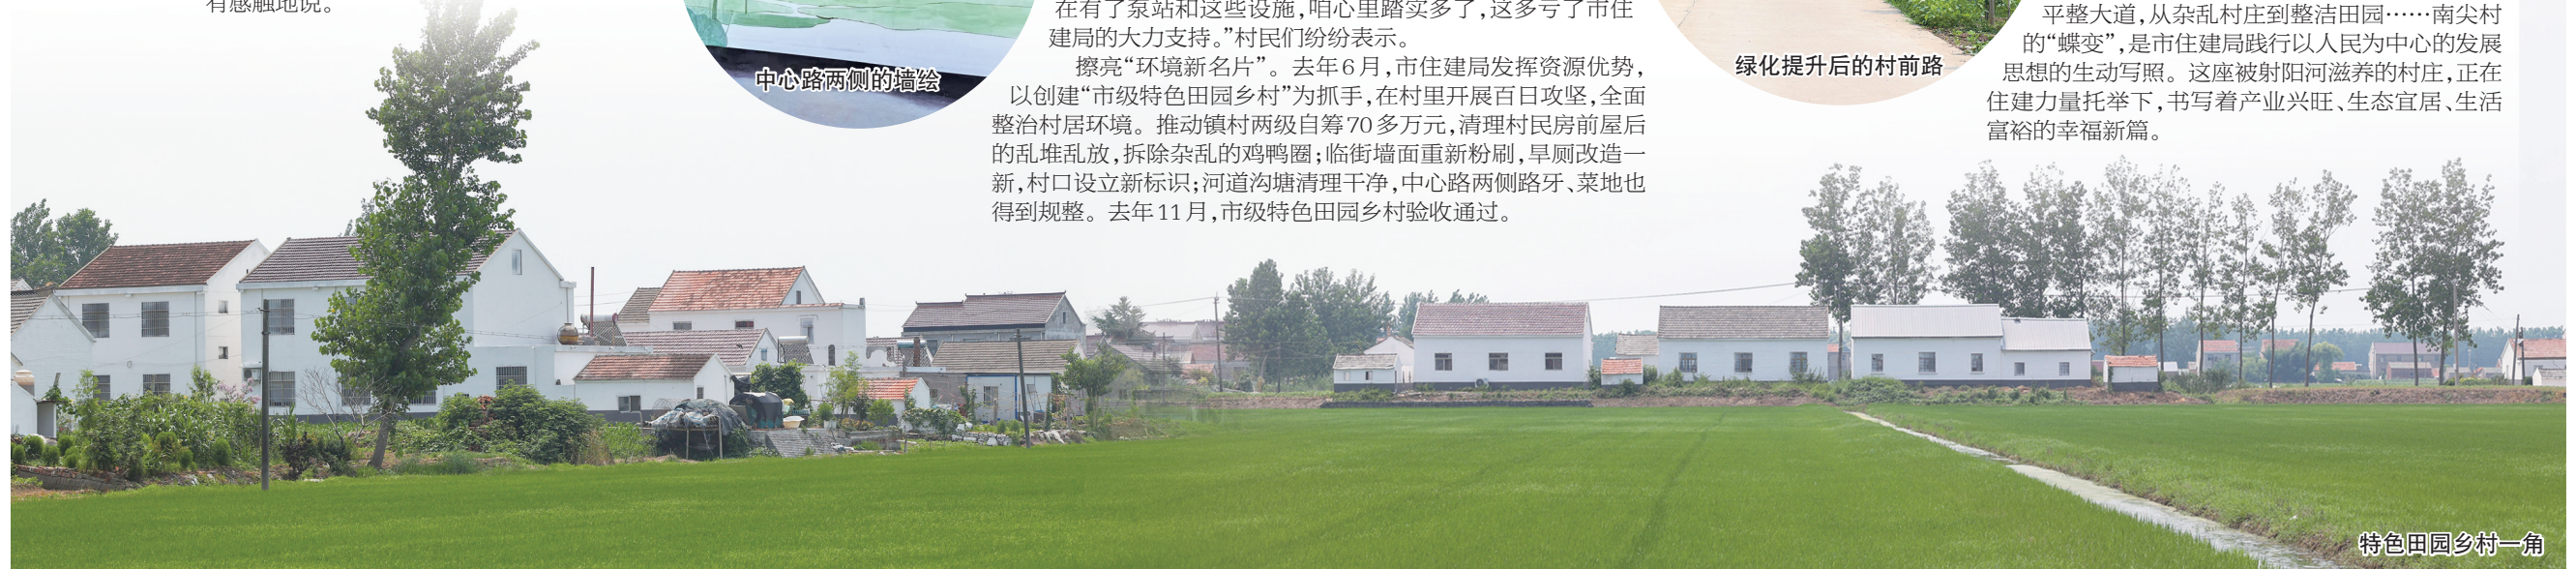 有感触地说。
中心路两侧的墙绘
在有了泵站和这些设施,咱心里踏实多了,这多亏了市住
建局的大力支持。”村民们纷纷表示。
擦亮“环境新名片”。去年6月,市住建局发挥资源优势,
以创建“市级特色田园乡村”为抓手,在村里开展百日攻坚,全面
整治村居环境。推动镇村两级自筹70多万元,清理村民房前屋后
的乱堆乱放,拆除杂乱的鸡鸭圈;临街墙面重新粉刷,旱厕改造一
新,村口设立新标识;河道沟塘清理干净,中心路两侧路牙、菜地也
得到规整。去年11月,市级特色田园乡村验收通过。
绿化提升后的村前路
平整大道,从杂乱村庄到整洁田园……南尖村
的“蝶变”,是市住建局践行以人民为中心的发展
思想的生动写照。这座被射阳河滋养的村庄,正在
住建力量托举下,书写着产业兴旺、生态宜居、生活
富裕的幸福新篇。
特色田园乡村一角